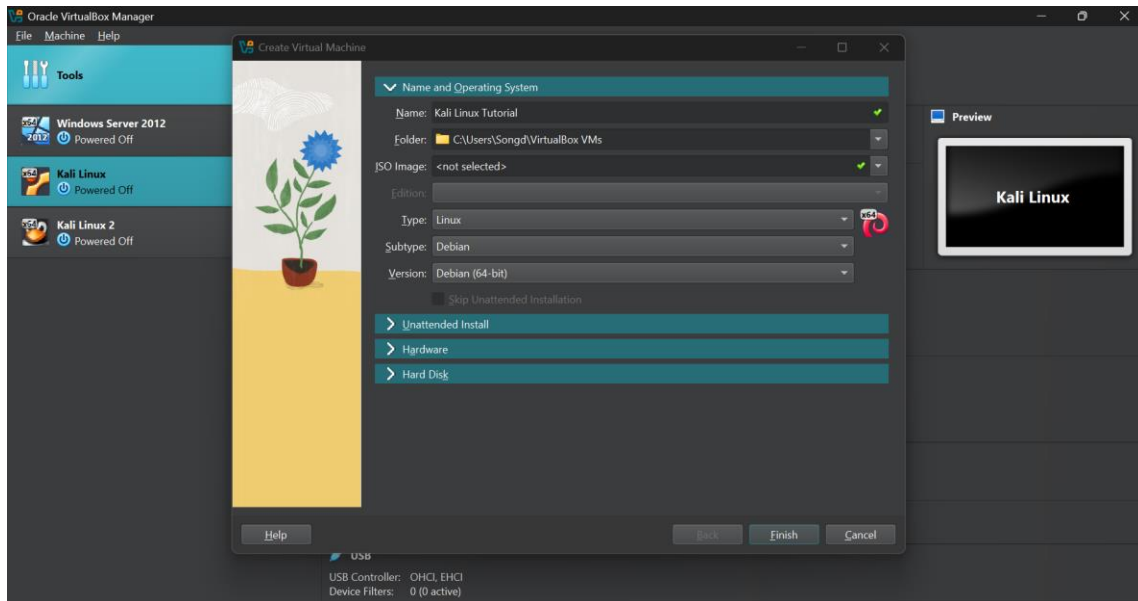 Oracle VirtualBox Manager
File Machine Help
Tools
Windows Server 2012
Powered Off
Kali Linux
Powered Off
Kali Linux 2
Powered Off
Create Virtual Machine
Name and Operating System
Name: Kali Linux Tutorial
Folder: C:\Users\Songd\VirtualBox VMs
ISO Image: <not selected>
Edition:
Type: Linux
x64
Subtype: Debian
Version: Debian (64-bit)
Skip Unattended Installation
Unattended Install
Hardware
Hard Disk
Help Back Finish Cancel
USB
USB Controller: OHCI, EHCI
Device Filters: 0 (0 active)
Preview
Kali Linux